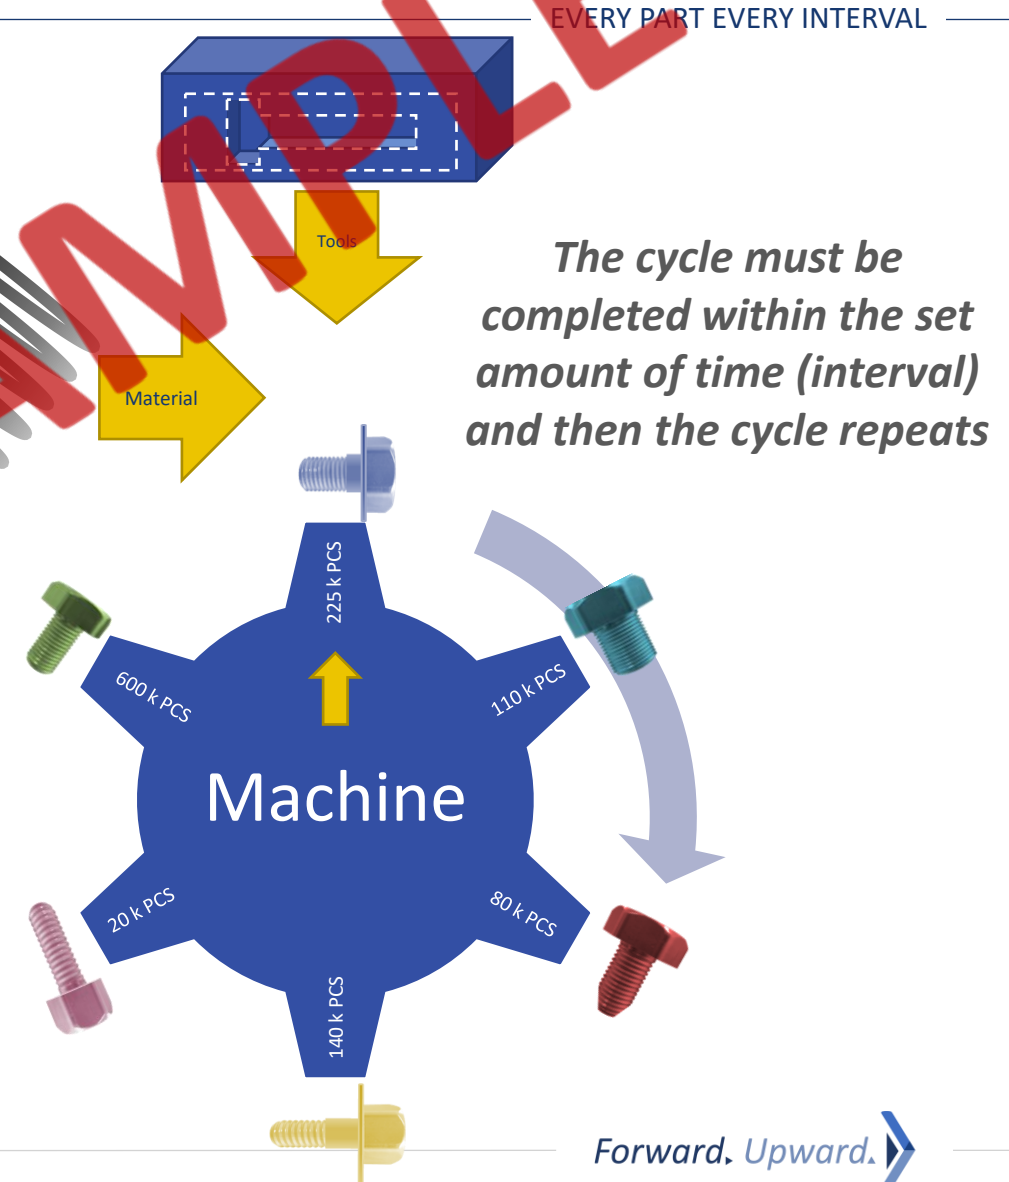 EVERY PART EVERY INTERVAL
Tools
The cycle must be
completed within the set
amount of time (interval)
and then the cycle repeats
Material
225 k PCS
600 k PCS
110 k PCS
Machine
20 k PCS
80 k PCS
140 k PCS
Forward. Upward.
AMPLE